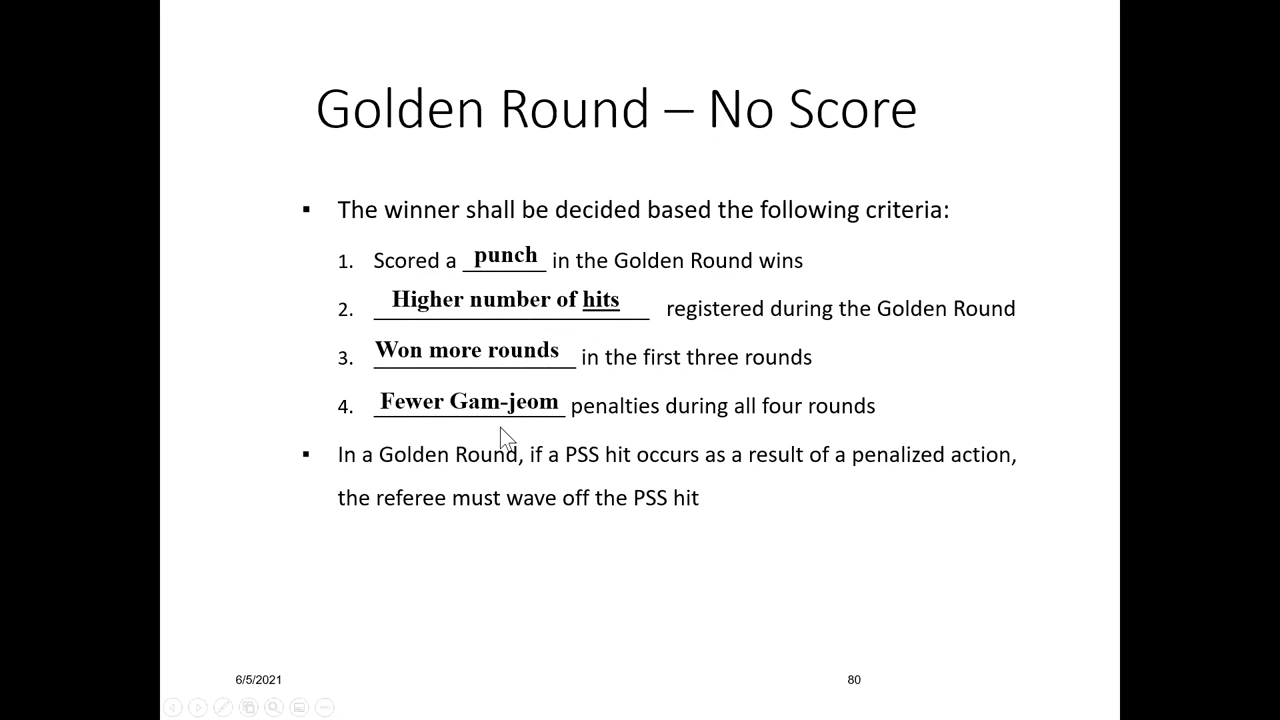 Golden Round – No Score
▪ The winner shall be decided based the following criteria:
1. Scored a punch in the Golden Round wins
2. Higher number of hits registered during the Golden Round
3. Won more rounds in the first three rounds
4. Fewer Gam-jeom penalties during all four rounds
▪ In a Golden Round, if a PSS hit occurs as a result of a penalized action,
the referee must wave off the PSS hit
6/5/2021 80